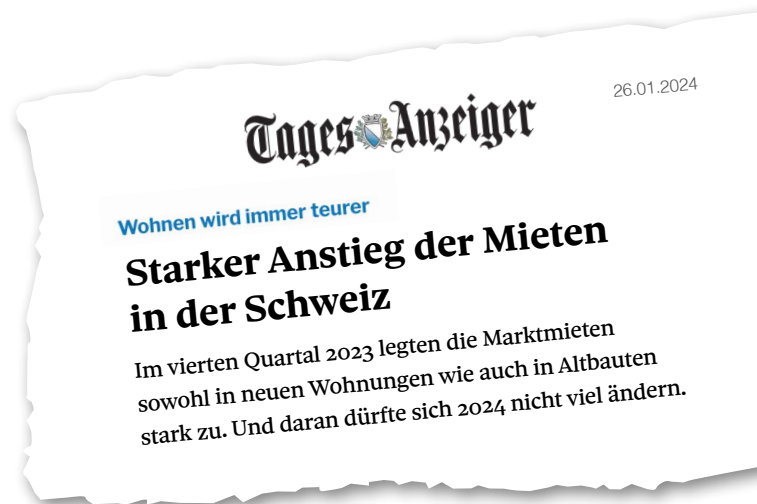 26.01.2024
Tages Anzeiger
Wohnen wird immer teurer
Starker Anstieg der Mieten
in der Schweiz
Im vierten Quartal 2023 legten die Marktmieten
sowohl in neuen Wohnungen wie auch in Altbauten
stark zu. Und daran dürfte sich 2024 nicht viel ändern.